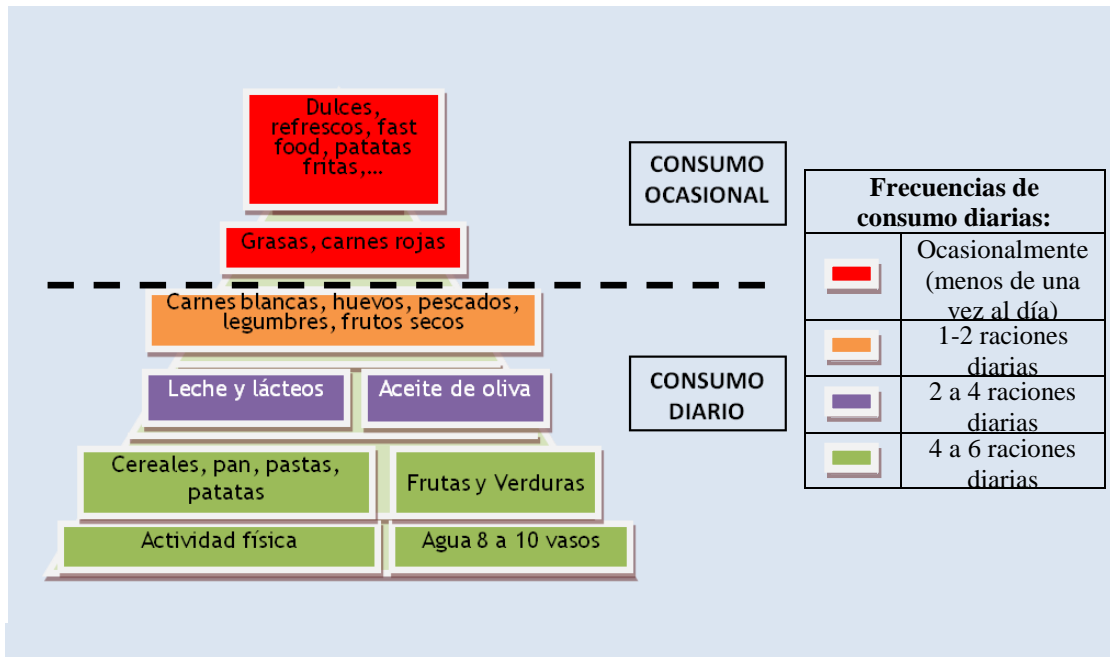 Dulces,
refrescos, fast
food, patatas
fritas,...
Grasas, carnes rojas
Carnes blancas, huevos, pescados,
legumbres, frutos secos
Leche y lácteos
Aceite de oliva
Cereales, pan, pastas,
patatas
Frutas y Verduras
Actividad física
Agua 8 a 10 vasos
CONSUMO
OCASIONAL
CONSUMO
DIARIO
Frecuencias de
consumo diarias:
Ocasionalmente
(menos de una
vez al día)
1-2 raciones
diarias
2 a 4 raciones
diarias
4 a 6 raciones
diarias